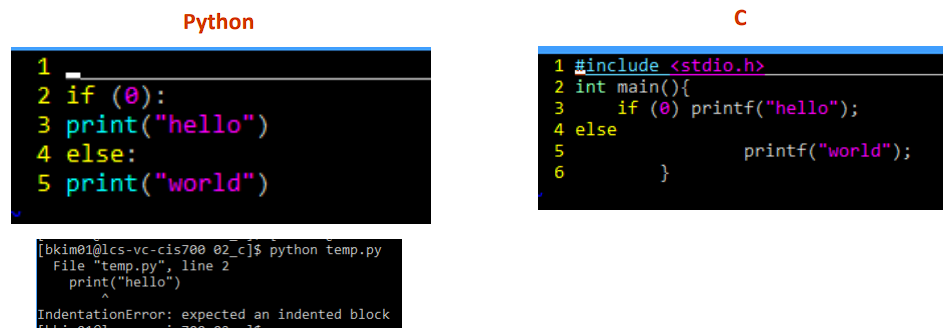 Python
1
2 if (0):
3 print("hello")
4 else:
5 print("world")
[bkim01@lcs-vc-cis700 02_c]$ python temp.py
File "temp.py", line 2
print("hello")
^
IndentationError: expected an indented block
C
1 #include <stdio.h>
2 int main(){
3 if (0) printf("hello");
4 else
5 printf("world");
6 }